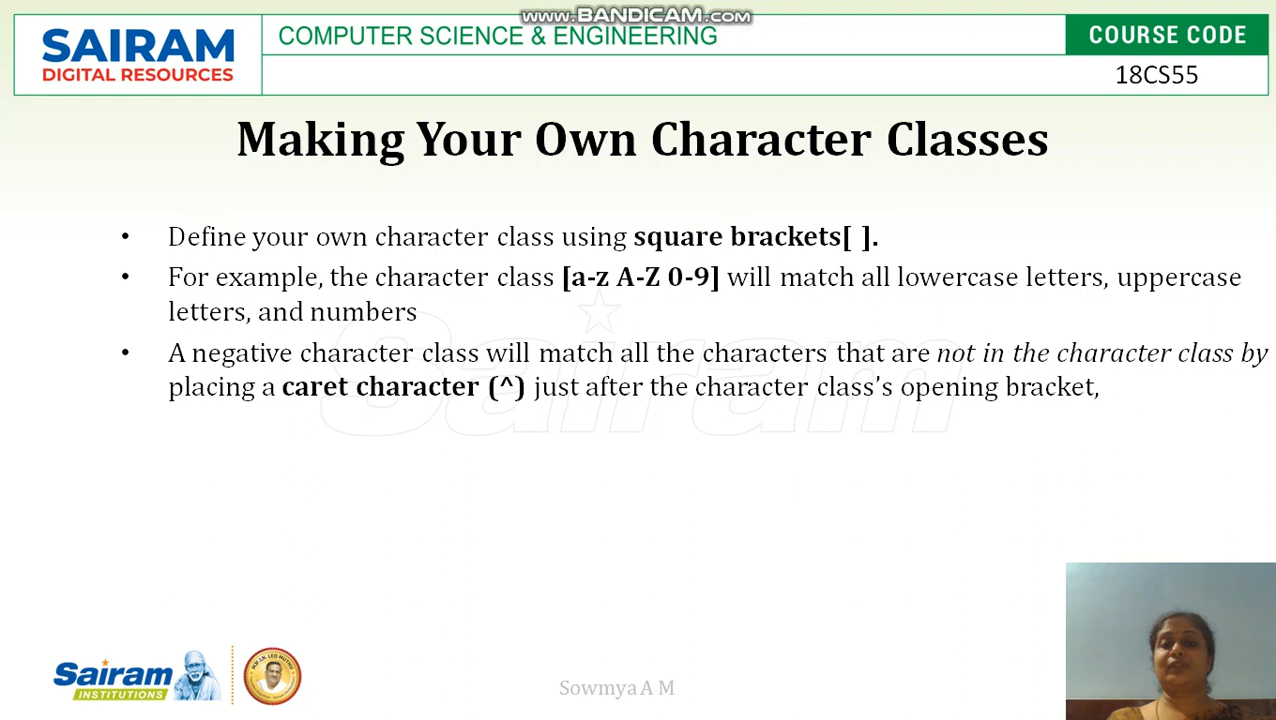 www.BANDICAM.com
SAIRAM
DIGITAL RESOURCES
COMPUTER SCIENCE & ENGINEERING
COURSE CODE
18CS55
Making Your Own Character Classes
• Define your own character class using square brackets[ ].
• For example, the character class [a-z A-Z 0-9] will match all lowercase letters, uppercase
letters, and numbers
• A negative character class will match all the characters that are not in the character class by
placing a caret character (^) just after the character class's opening bracket,
Sairam
Sairam
INSTITUTIONS
Sowmya A M